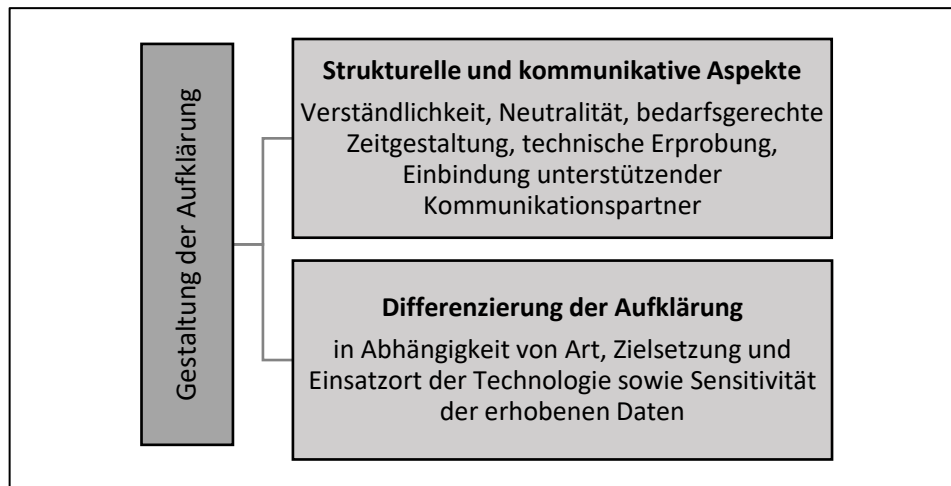 Gestaltung der Aufklärung
Strukturelle und kommunikative Aspekte
Verständlichkeit, Neutralität, bedarfsgerechte
Zeitgestaltung, technische Erprobung,
Einbindung unterstützender
Kommunikationspartner
Differenzierung der Aufklärung
in Abhängigkeit von Art, Zielsetzung und
Einsatzort der Technologie sowie Sensitivität
der erhobenen Daten